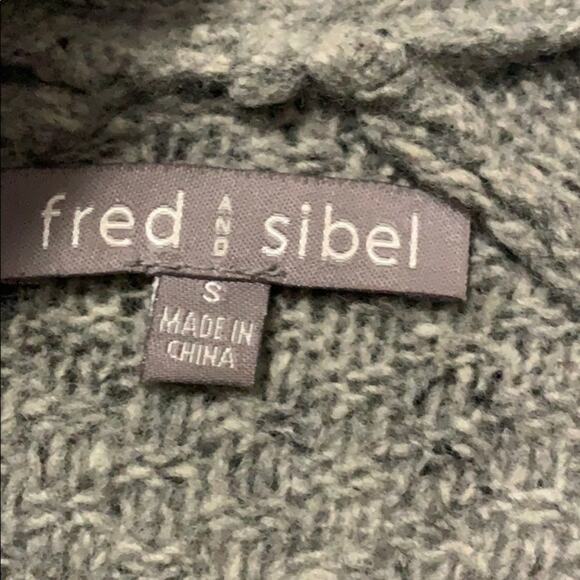 fred AND sibel
S
MADE IN
CHINA